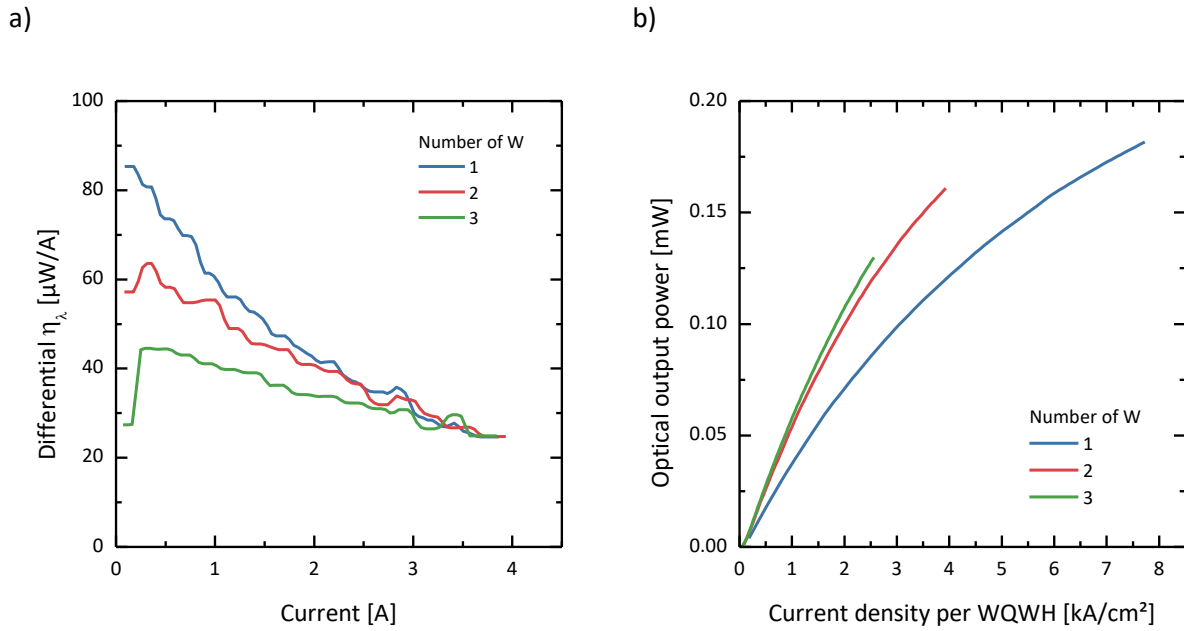 a)
100
80
60
40
20
0
0 1 2 3 4
Differential ηλ [µW/A]
Current [A]
Number of W
1
2
3
b)
0.20
0.15
0.10
0.05
0.00
0 1 2 3 4 5 6 7 8
Optical output power [mW]
Current density per WQWH [kA/cm²]
Number of W
1
2
3